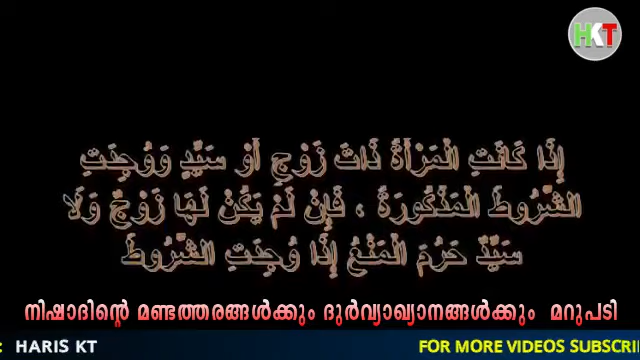 HKT
إِذَا كَانَتِ الْمَرْأَةُ ذَاتَ زَوْجٍ أَوْ سَيِّدٍ وَوُجِدَتِ
الشُّرُوطُ الْمَذْكُورَةُ ، فَإِنْ لَمْ يَكُنْ لَهَا زَوْجٌ وَلَا
سَيِّدٌ حَرُمَ الْمَنْعُ إِذَا وُجِدَتِ الشُّرُوطُ
നിഷാദിന്റെ മണ്ടത്തരങ്ങൾക്കും ദുർവ്യാഖ്യാനങ്ങൾക്കും മറുപടി
: HARIS KT FOR MORE VIDEOS SUBSCRI